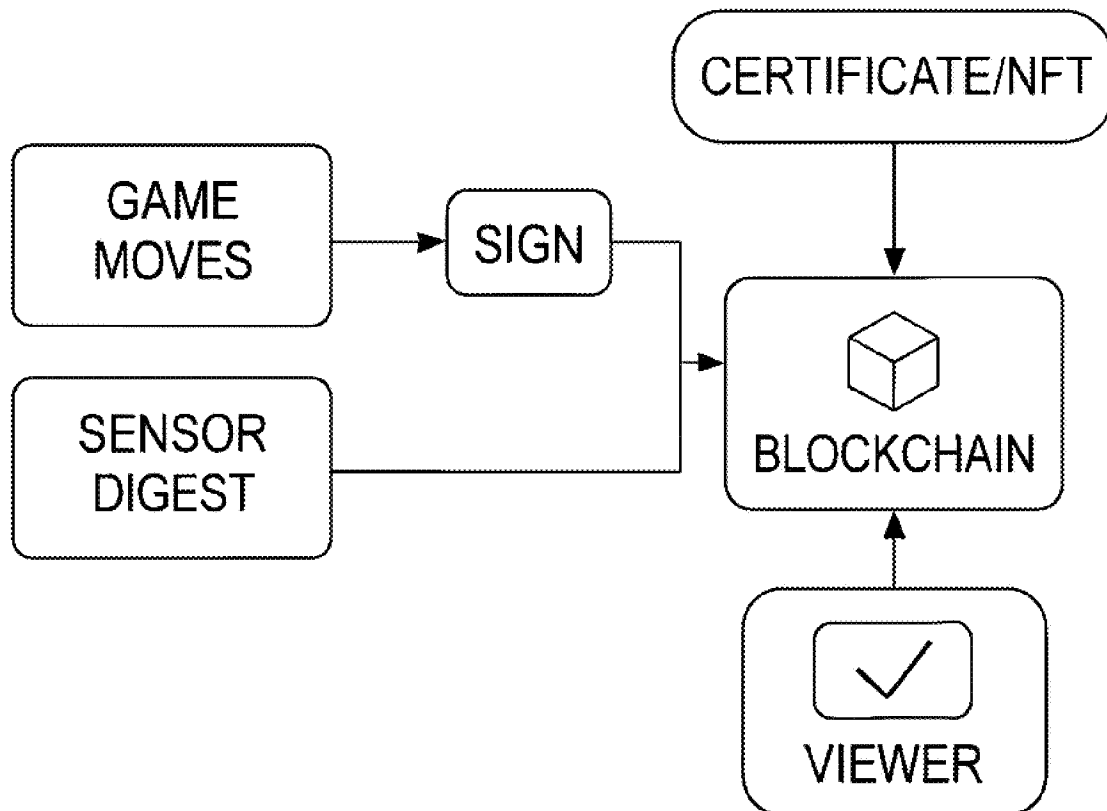 CERTIFICATE/NFT
GAME
MOVES
SIGN
SENSOR
DIGEST
BLOCKCHAIN
VIEWER